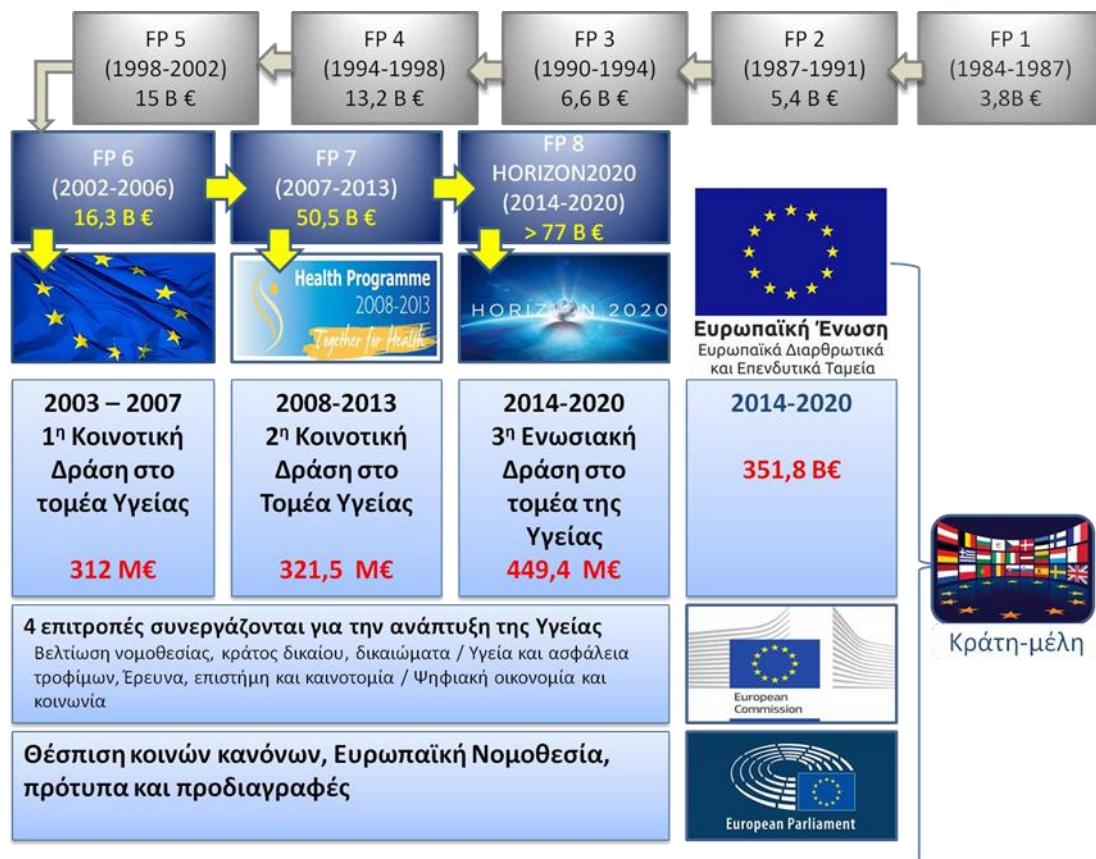 FP 5
(1998-2002)
15 B €
FP 4
(1994-1998)
13,2 B €
FP 3
(1990-1994)
6,6 B €
FP 2
(1987-1991)
5,4 B €
FP 1
(1984-1987)
3,8B €
FP 6
(2002-2006)
16,3 B €
FP 7
(2007-2013)
50,5 B €
FP 8
HORIZON2020
(2014-2020)
> 77 B €
Health Programme
2008-2013
Together for Health
HORIZON 2020
Ευρωπαϊκή Ένωση
Ευρωπαϊκά Διαρθρωτικά
και Επενδυτικά Ταμεία
2003 – 2007
1η Κοινοτική
Δράση στο
τομέα Υγείας
312 M€
2008-2013
2η Κοινοτική
Δράση στο
Τομέα Υγείας
321,5 M€
2014-2020
3η Ενωσιακή
Δράση στο
τομέα της
Υγείας
449,4 M€
2014-2020
351,8 B€
Κράτη-μέλη
4 επιτροπές συνεργάζονται για την ανάπτυξη της Υγείας
Βελτίωση νομοθεσίας, κράτος δικαίου, δικαιώματα / Υγεία και ασφάλεια
τροφίμων, Έρευνα, επιστήμη και καινοτομία / Ψηφιακή οικονομία και
κοινωνία
European
Commission
Θέσπιση κοινών κανόνων, Ευρωπαϊκή Νομοθεσία,
πρότυπα και προδιαγραφές
European Parliament